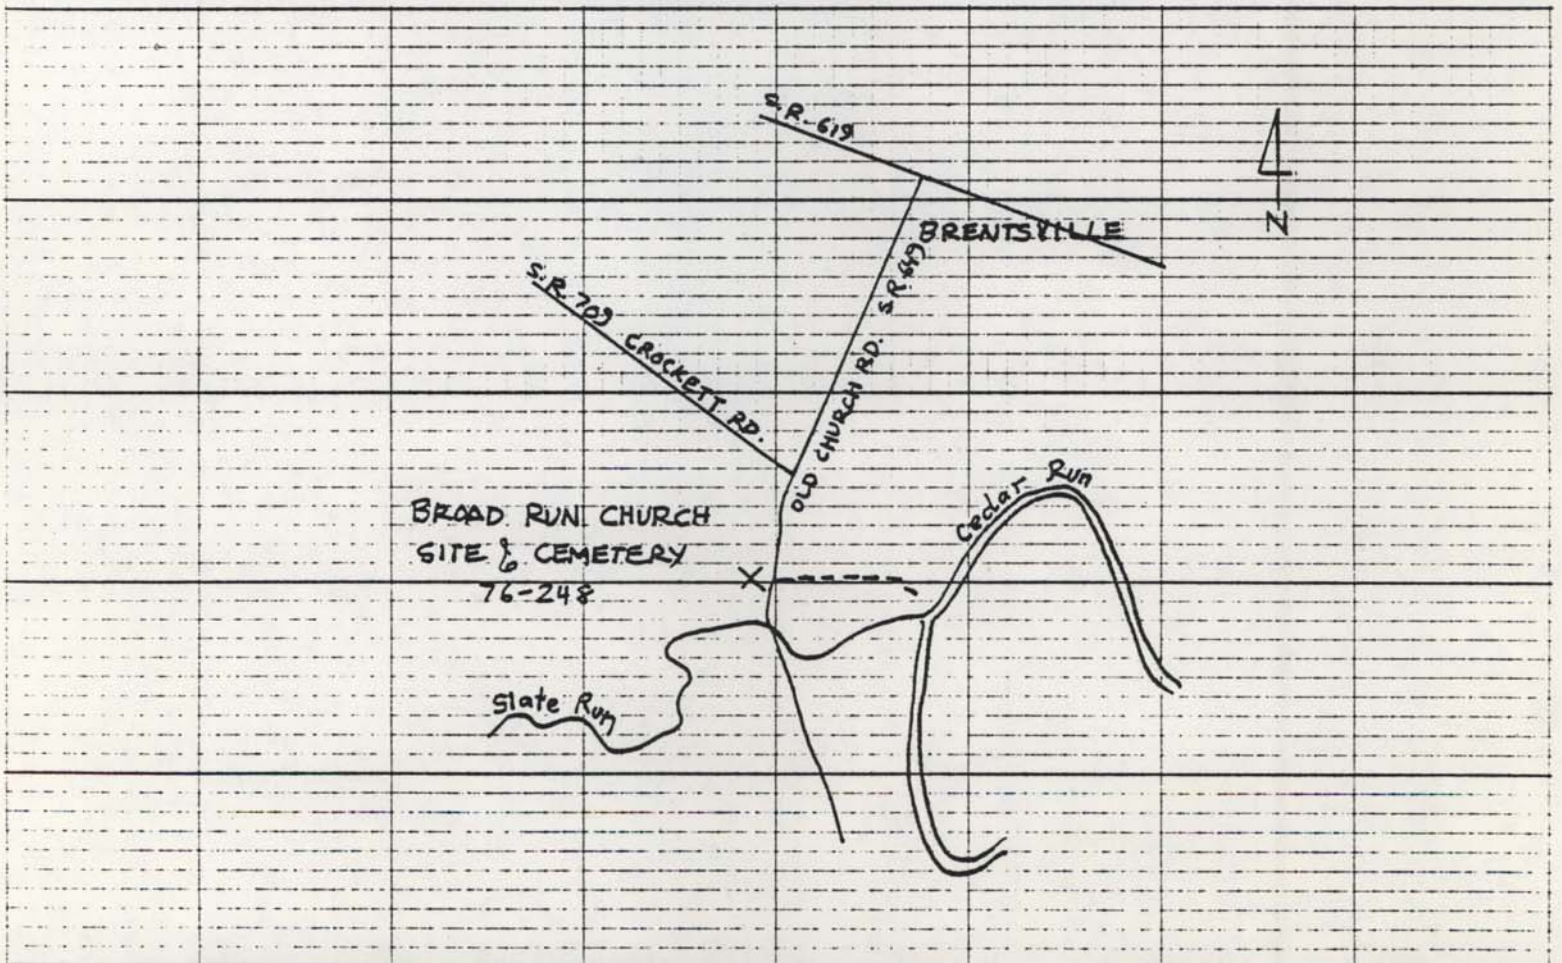 S.R. 619
N
BRENTSVILLE
OLD CHURCH RD. S.R. 649
S.R. 709 CROCKETT RD.
Cedar Run
BROAD RUN CHURCH
SITE & CEMETERY
76-248
Slate Run